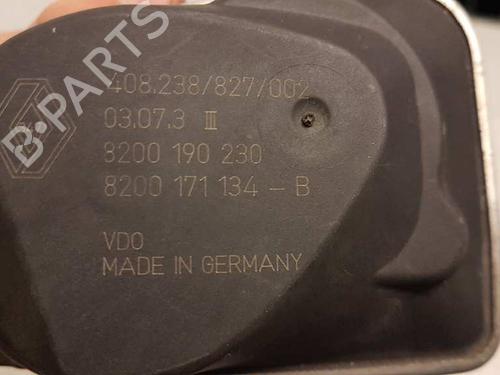 408.238/827/002
03.07.3 III
8200 190 230
8200 171 134 - B
VDO
MADE IN GERMANY
B-PARTS